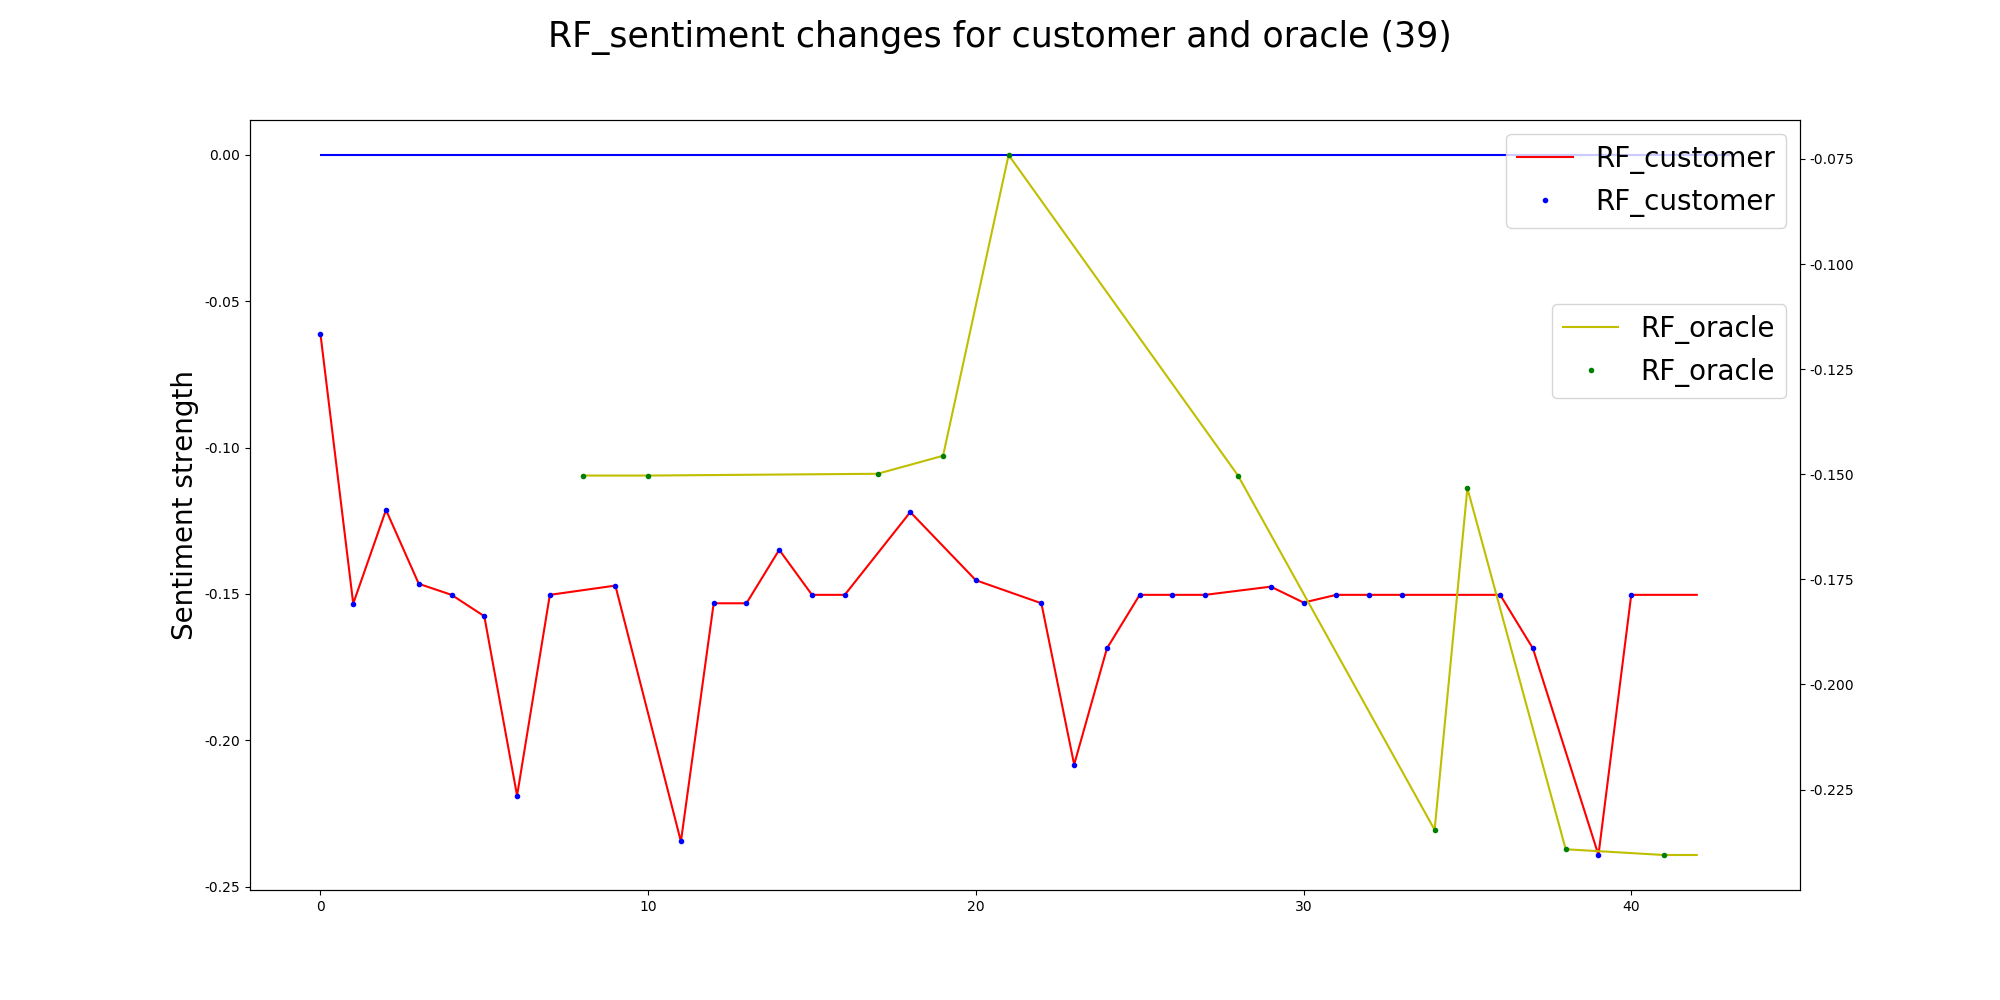 RF_sentiment changes for customer and oracle (39)
RF_customer
RF_customer
RF_oracle
RF_oracle
Sentiment strength
0.00
-0.05
-0.10
-0.15
-0.20
-0.25
-0.075
-0.100
-0.125
-0.150
-0.175
-0.200
-0.225
0 10 20 30 40